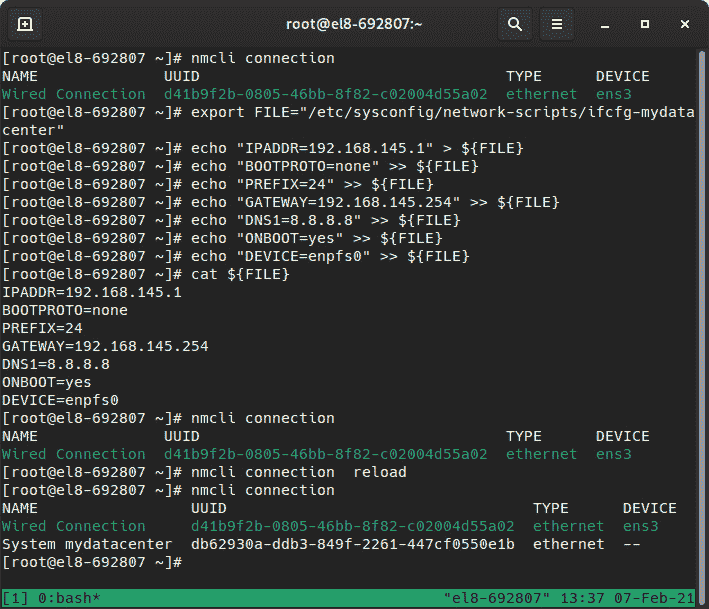 root@el8-692807:~
[root@el8-692807 ~]# nmcli connection
NAME UUID TYPE DEVICE
Wired Connection d41b9f2b-0805-46bb-8f82-c02004d55a02 ethernet ens3
[root@el8-692807 ~]# export FILE="/etc/sysconfig/network-scripts/ifcfg-mydata
center"
[root@el8-692807 ~]# echo "IPADDR=192.168.145.1" > ${FILE}
[root@el8-692807 ~]# echo "BOOTPROTO=none" >> ${FILE}
[root@el8-692807 ~]# echo "PREFIX=24" >> ${FILE}
[root@el8-692807 ~]# echo "GATEWAY=192.168.145.254" >> ${FILE}
[root@el8-692807 ~]# echo "DNS1=8.8.8.8" >> ${FILE}
[root@el8-692807 ~]# echo "ONBOOT=yes" >> ${FILE}
[root@el8-692807 ~]# echo "DEVICE=enpfs0" >> ${FILE}
[root@el8-692807 ~]# cat ${FILE}
IPADDR=192.168.145.1
BOOTPROTO=none
PREFIX=24
GATEWAY=192.168.145.254
DNS1=8.8.8.8
ONBOOT=yes
DEVICE=enpfs0
[root@el8-692807 ~]# nmcli connection
NAME UUID TYPE DEVICE
Wired Connection d41b9f2b-0805-46bb-8f82-c02004d55a02 ethernet ens3
[root@el8-692807 ~]# nmcli connection  reload
[root@el8-692807 ~]# nmcli connection
NAME UUID TYPE DEVICE
Wired Connection d41b9f2b-0805-46bb-8f82-c02004d55a02 ethernet ens3
System mydatacenter db62930a-ddb3-849f-2261-447cf0550e1b ethernet --
[root@el8-692807 ~]#
[1] 0:bash* "el8-692807" 13:37 07-Feb-21